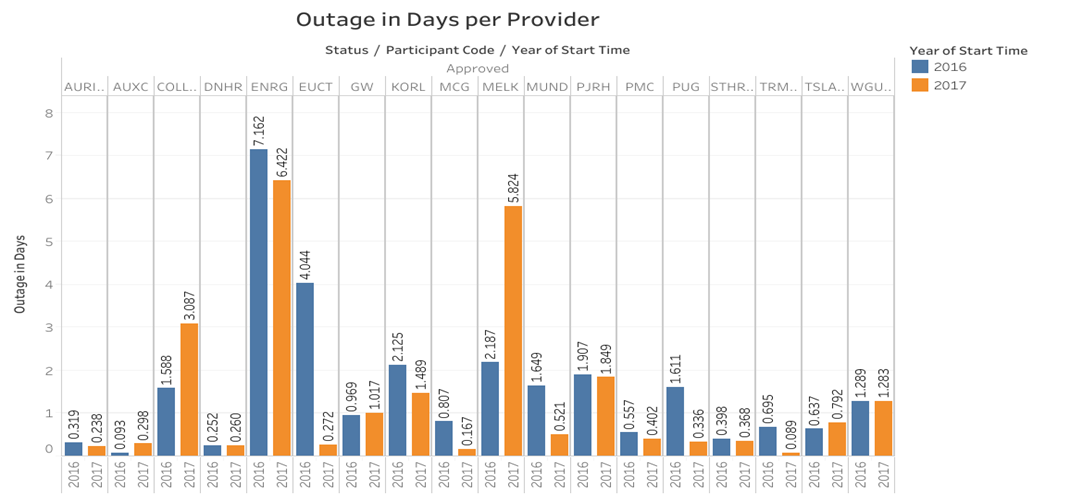 Outage in Days per Provider
Status / Participant Code / Year of Start Time
Approved
AURI.. AUXC COLL.. DNHR ENRG EUCT GW KORL MCG MELK MUND PJRH PMC PUG STHR.. TRM.. TSLA.. WGU..
Year of Start Time
2016
2017
Outage in Days
8
7
6
5
4
3
2
1
0
0.319 0.238 0.093 0.298 1.588 3.087 0.252 0.260 7.162 6.422 4.044 0.272 0.969 1.017 2.125 1.489 0.807 0.167 2.187 5.824 1.649 0.521 1.907 1.849 0.557 0.402 1.611 0.336 0.398 0.368 0.695 0.089 0.637 0.792 1.289 1.283
2016 2017 2016 2017 2016 2017 2016 2017 2016 2017 2016 2017 2016 2017 2016 2017 2016 2017 2016 2017 2016 2017 2016 2017 2016 2017 2016 2017 2016 2017 2016 2017 2016 2017 2016 2017